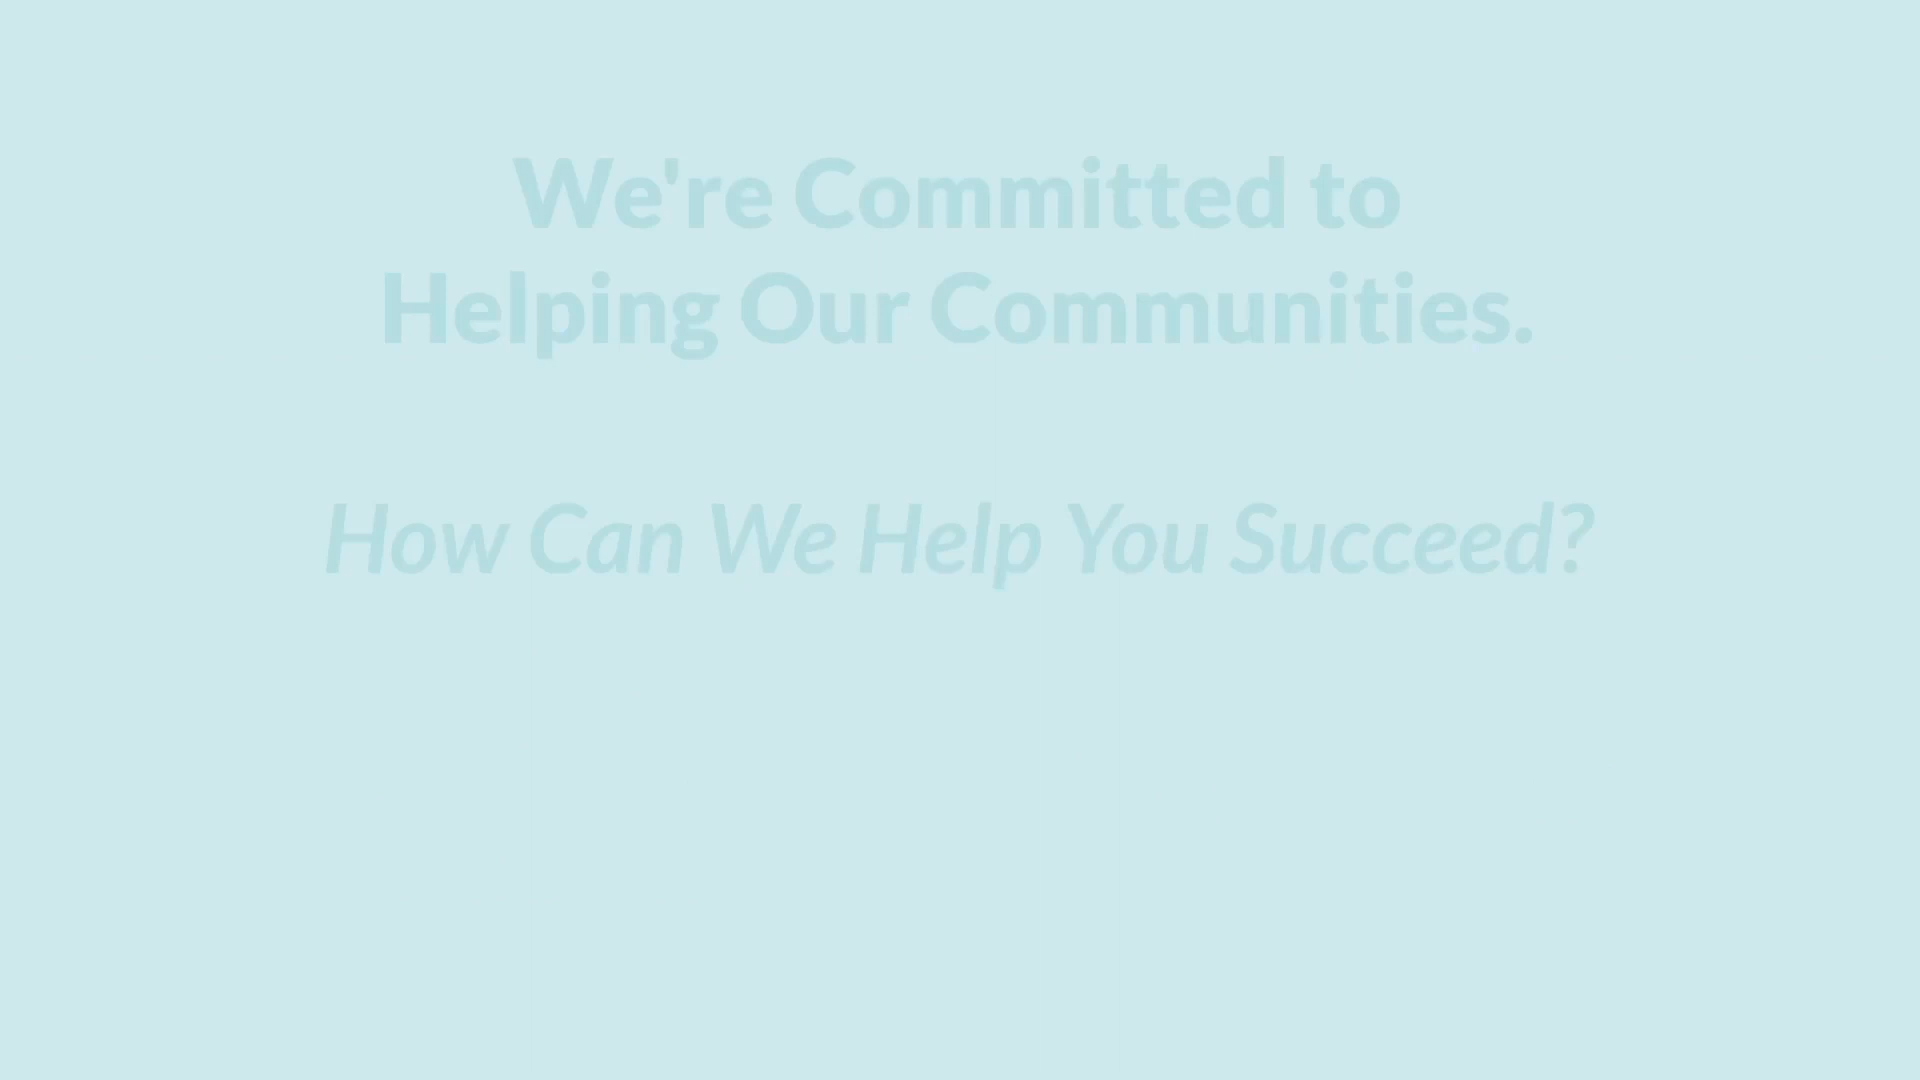 We're Committed to
Helping Our Communities.
How Can We Help You Succeed?